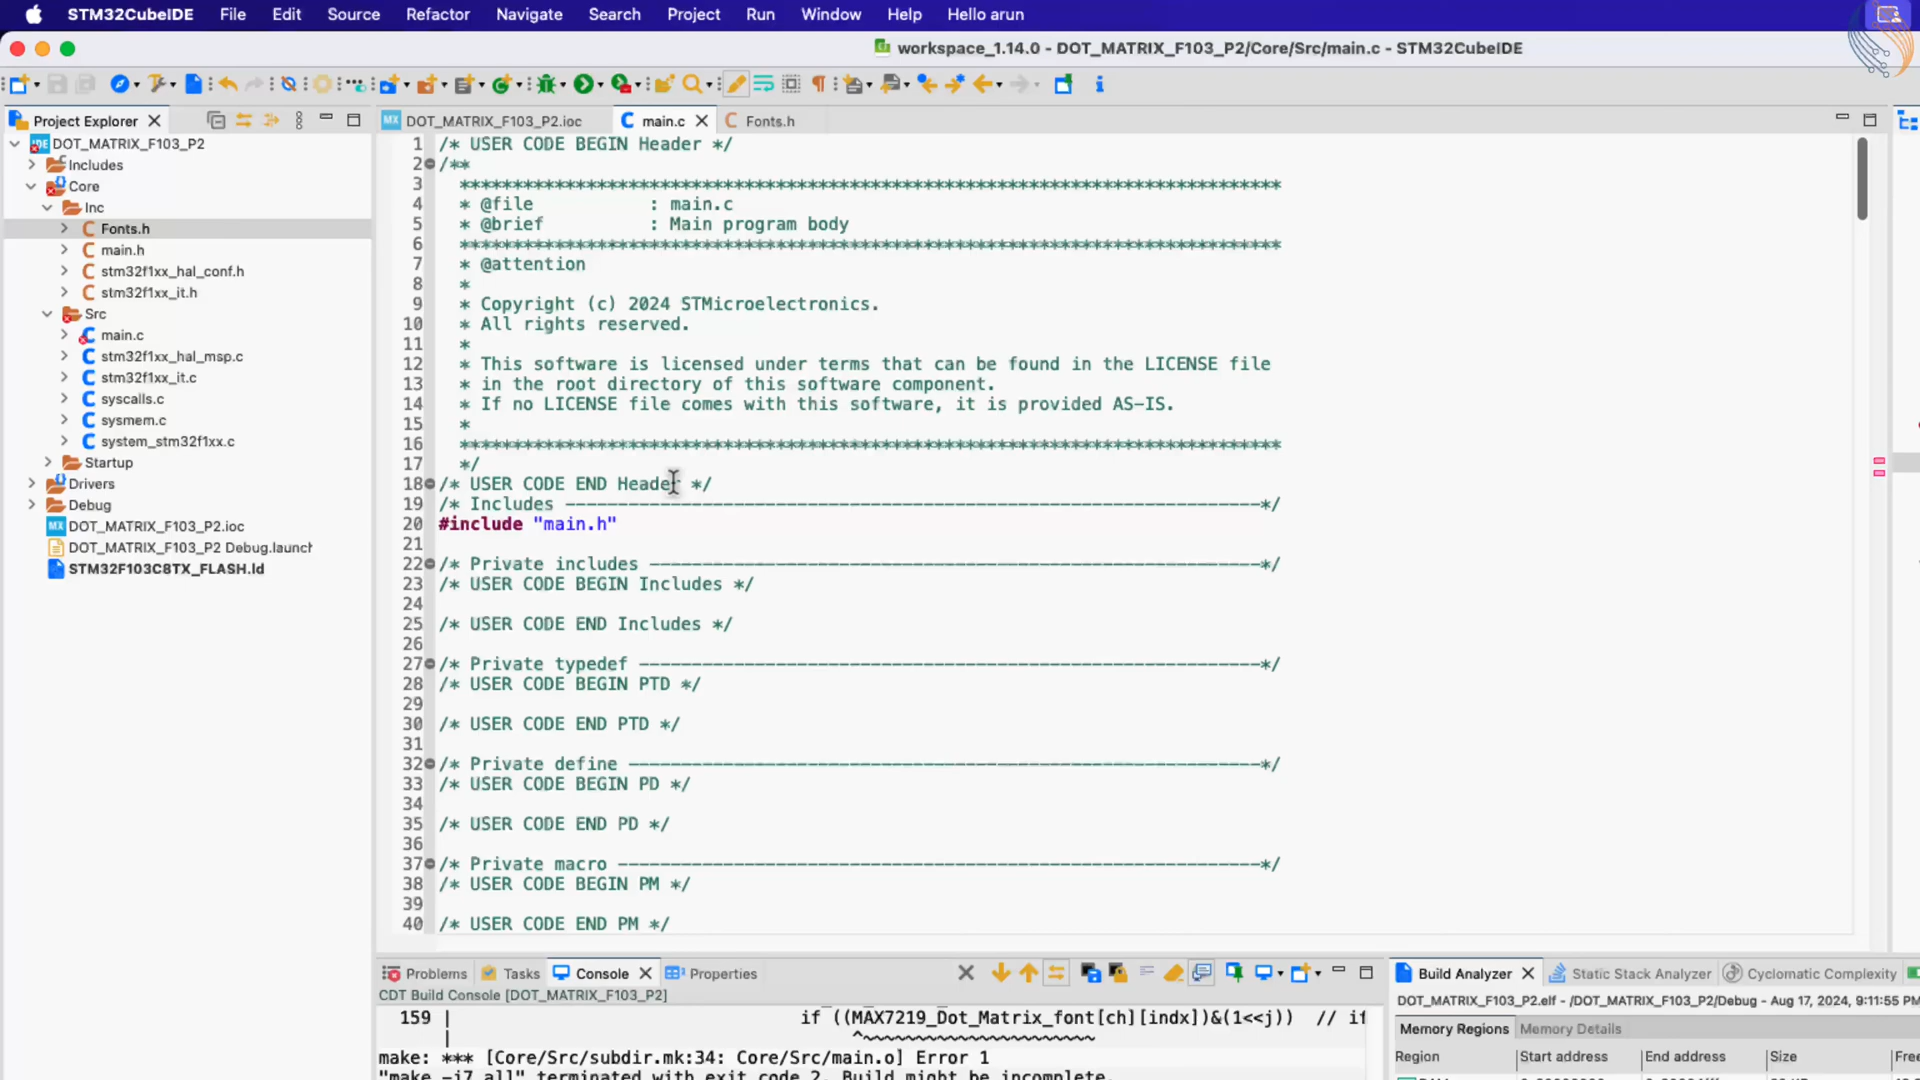 STM32CubeIDE File Edit Source Refactor Navigate Search Project Run Window Help Hello arun
workspace_1.14.0 - DOT_MATRIX_F103_P2/Core/Src/main.c - STM32CubeIDE
Project Explorer
DOT_MATRIX_F103_P2
Includes
Core
Inc
Fonts.h
main.h
stm32f1xx_hal_conf.h
stm32f1xx_it.h
Src
main.c
stm32f1xx_hal_msp.c
stm32f1xx_it.c
syscalls.c
sysmem.c
system_stm32f1xx.c
Startup
Drivers
Debug
DOT_MATRIX_F103_P2.ioc
DOT_MATRIX_F103_P2 Debug.launch
STM32F103C8TX_FLASH.ld
DOT_MATRIX_F103_P2.ioc main.c Fonts.h
1 /* USER CODE BEGIN Header */
2 /**
3 ******************************************************************************
4 * @file : main.c
5 * @brief : Main program body
6 ******************************************************************************
7 * @attention
8 *
9 * Copyright (c) 2024 STMicroelectronics.
10 * All rights reserved.
11 *
12 * This software is licensed under terms that can be found in the LICENSE file
13 * in the root directory of this software component.
14 * If no LICENSE file comes with this software, it is provided AS-IS.
15 *
16 ******************************************************************************
17 */
18 /* USER CODE END Header */
19 /* Includes ------------------------------------------------------------------*/
20 #include "main.h"
21
22 /* Private includes ----------------------------------------------------------*/
23 /* USER CODE BEGIN Includes */
24
25 /* USER CODE END Includes */
26
27 /* Private typedef -----------------------------------------------------------*/
28 /* USER CODE BEGIN PTD */
29
30 /* USER CODE END PTD */
31
32 /* Private define ------------------------------------------------------------*/
33 /* USER CODE BEGIN PD */
34
35 /* USER CODE END PD */
36
37 /* Private macro -------------------------------------------------------------*/
38 /* USER CODE BEGIN PM */
39
40 /* USER CODE END PM */
Problems Tasks Console Properties
CDT Build Console [DOT_MATRIX_F103_P2]
159 | if ((MAX7219_Dot_Matrix_font[ch][indx])&(1<<j)) // if
| ^~~~~~~~~~~~~~~~~~~~~~~
make: *** [Core/Src/subdir.mk:34: Core/Src/main.o] Error 1
"make -j7 all" terminated with exit code 2. Build might be incomplete.
Build Analyzer Static Stack Analyzer Cyclomatic Complexity
DOT_MATRIX_F103_P2.elf - /DOT_MATRIX_F103_P2/Debug - Aug 17, 2024, 9:11:55 PM
Memory Regions Memory Details
Region Start address End address Size Free